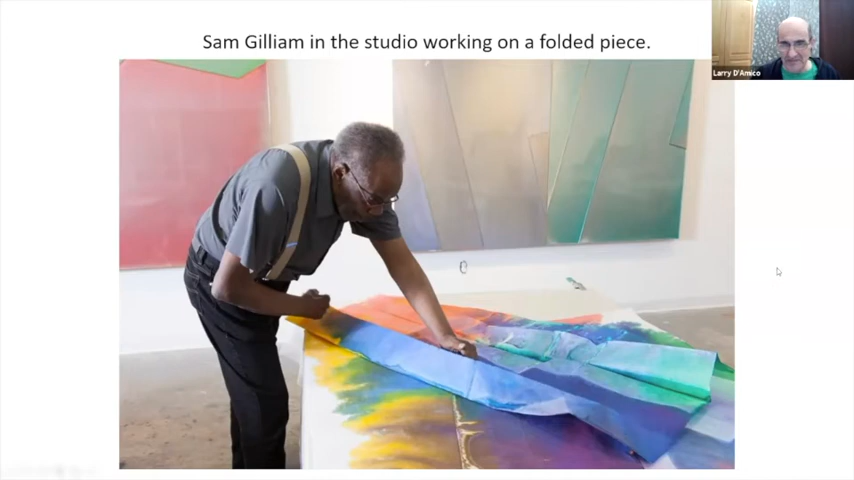 Sam Gilliam in the studio working on a folded piece.
Larry D'Amico